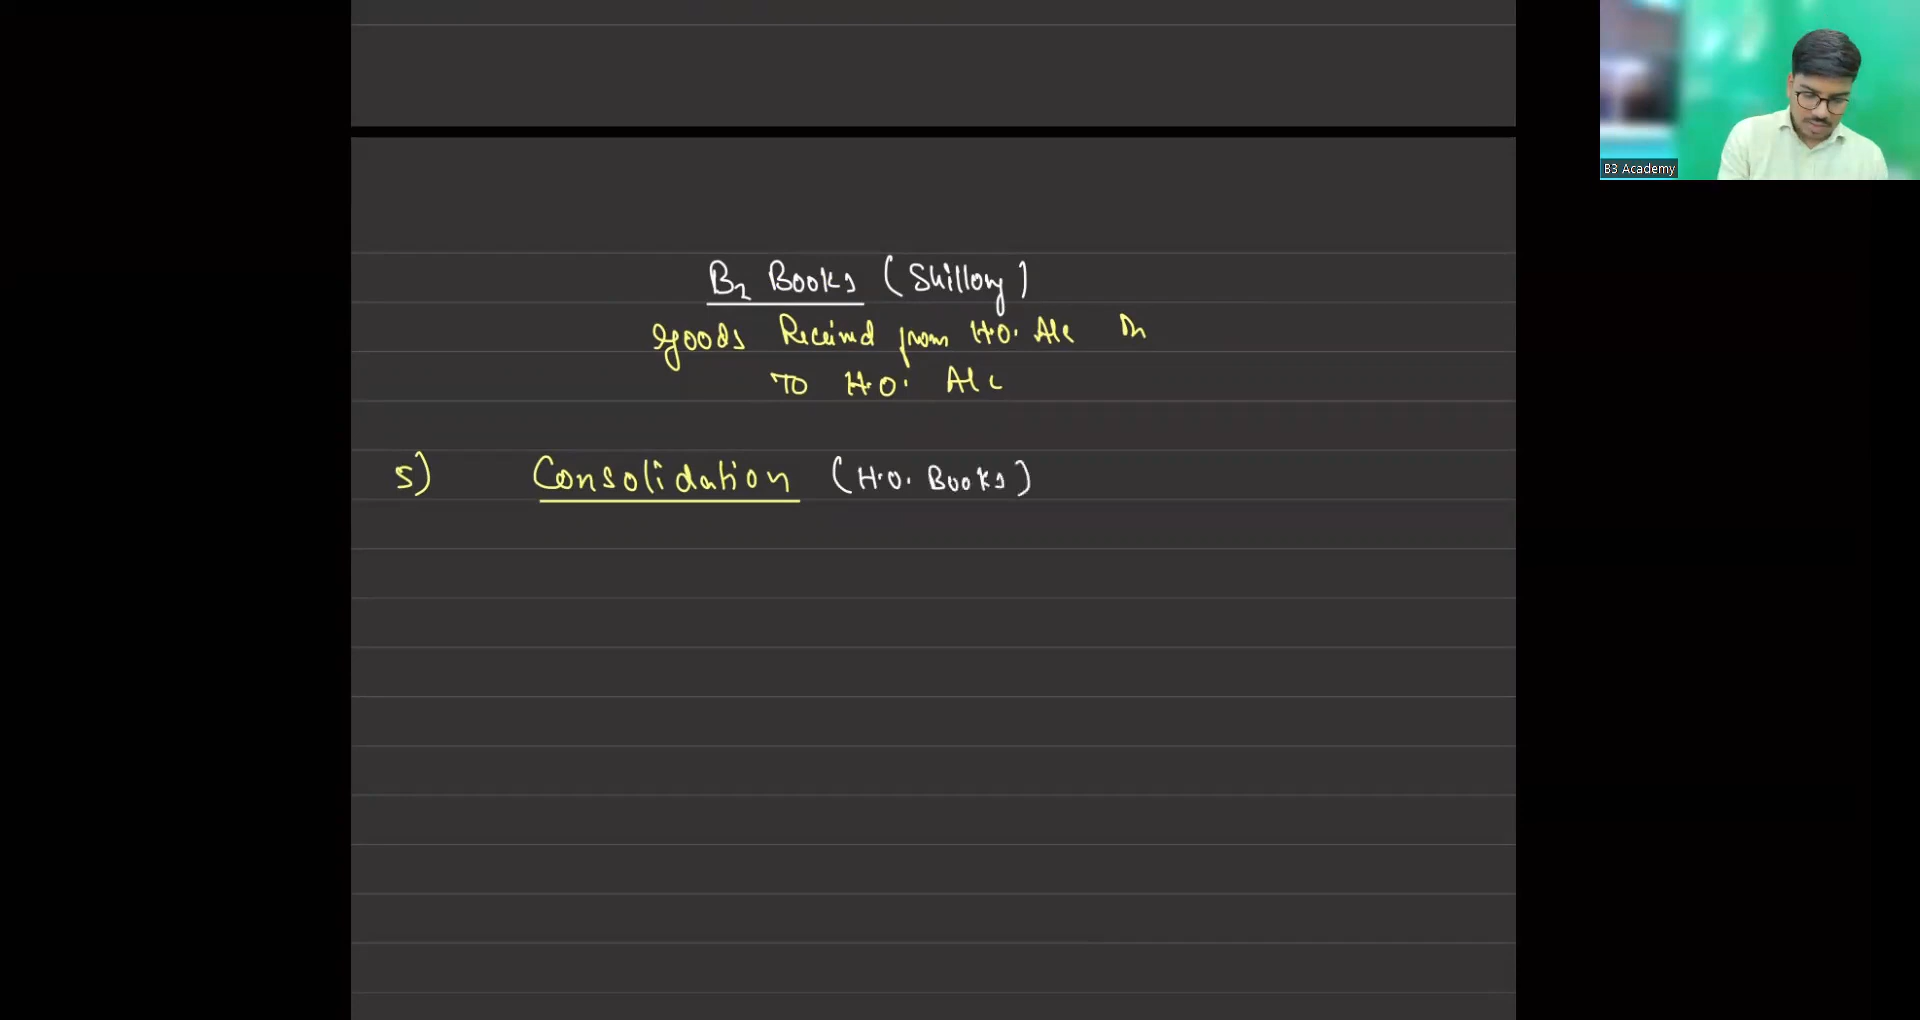 B3 Academy
B2 Books (Shillong)
Goods Received from H.O. A/c Dr
To H.O. A/c
5) Consolidation (H.O. Books)